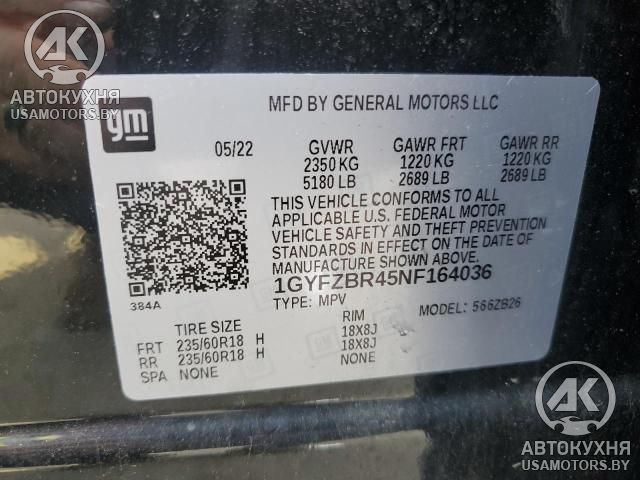 AK
АВТОКУХНЯ
USAMOTORS.BY
gm
MFD BY GENERAL MOTORS LLC
05/22 GVWR GAWR FRT GAWR RR
2350 KG 1220 KG 1220 KG
5180 LB 2689 LB 2689 LB
THIS VEHICLE CONFORMS TO ALL
APPLICABLE U.S. FEDERAL MOTOR
VEHICLE SAFETY AND THEFT PREVENTION
STANDARDS IN EFFECT ON THE DATE OF
MANUFACTURE SHOWN ABOVE.
1GYFZBR45NF164036
384A
TYPE: MPV MODEL: 566ZB26
TIRE SIZE RIM
FRT 235/60R18 H 18X8J
RR 235/60R18 H 18X8J
SPA NONE NONE
AK
АВТОКУХНЯ
USAMOTORS.BY